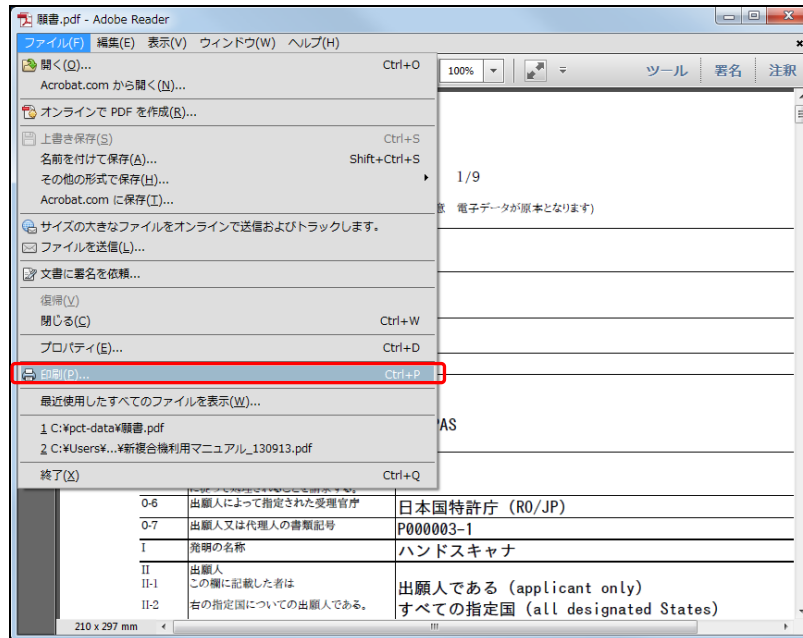 願書.pdf - Adobe Reader
ファイル(F) 編集(E) 表示(V) ウィンドウ(W) ヘルプ(H)
100% ツール 署名 注釈
開く(O)... Ctrl+O
Acrobat.com から開く(N)...
オンラインで PDF を作成(R)...
上書き保存(S) Ctrl+S
名前を付けて保存(A)... Shift+Ctrl+S
その他の形式で保存(H)...
Acrobat.com に保存(T)...
サイズの大きなファイルをオンラインで送信およびトラックします。
ファイルを送信(L)...
文書に署名を依頼...
復帰(V)
閉じる(C) Ctrl+W
プロパティ(E)... Ctrl+D
印刷(P)... Ctrl+P
最近使用したすべてのファイルを表示(W)...
1 C:¥pct-data¥願書.pdf
2 C:¥Users¥...¥新複合機利用マニュアル_130913.pdf
終了(X) Ctrl+Q
1/9
意 電子データが原本となります)
PAS
0-6 出願人によって指定された受理官庁 日本国特許庁 (RO/JP)
0-7 出願人又は代理人の書類記号 P000003-1
I 発明の名称 ハンドスキャナ
II 出願人
II-1 この欄に記載した者は 出願人である (applicant only)
II-2 右の指定国についての出願人である。 すべての指定国 (all designated States)
210 x 297 mm